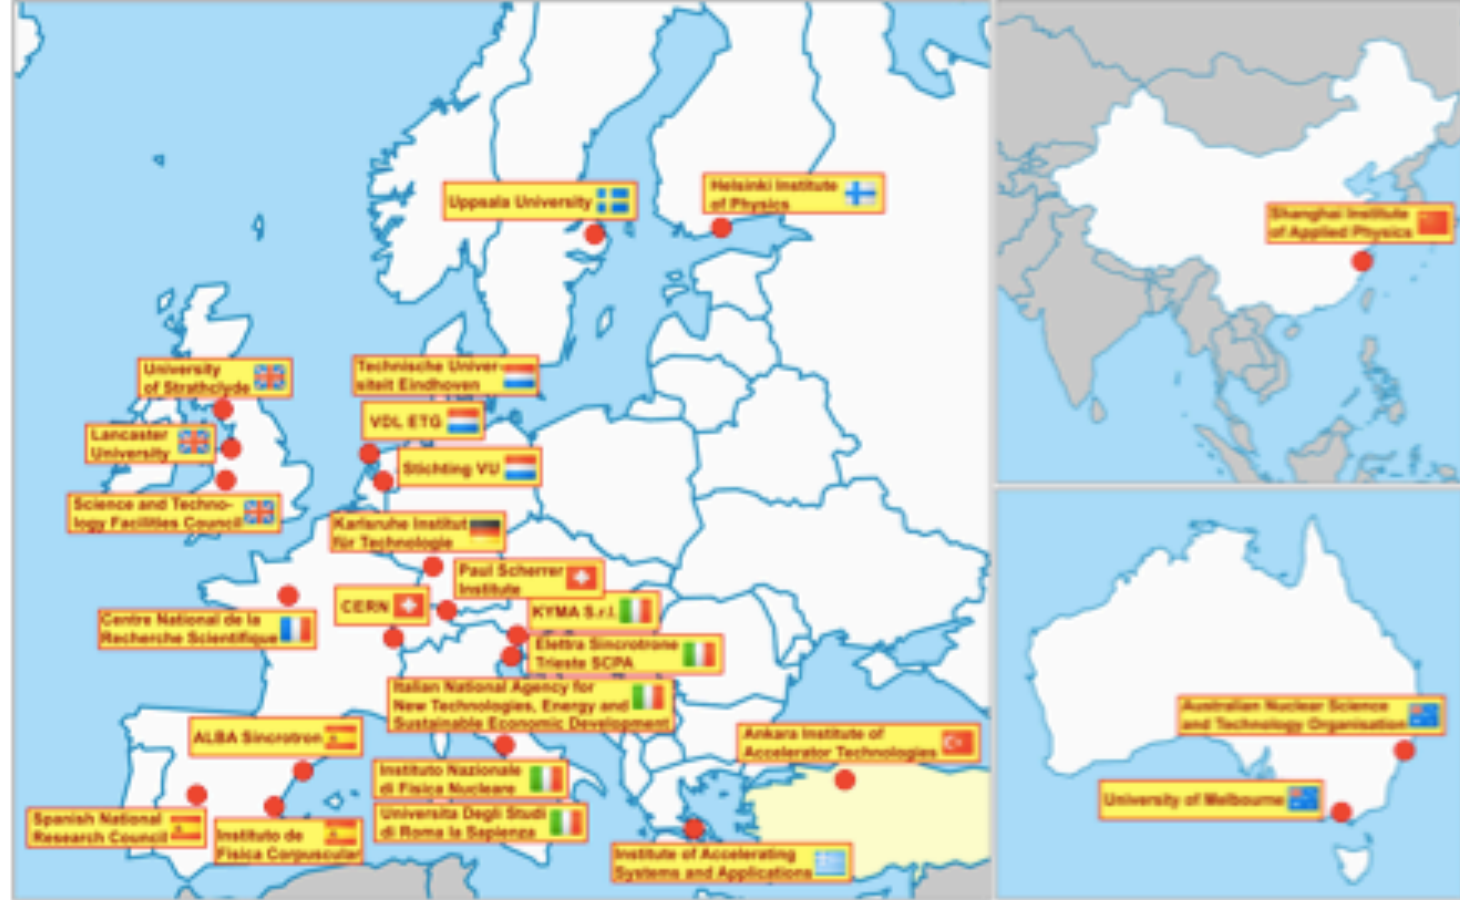 Uppsala University
Helsinki Institute
of Physics
Shanghai Institute
of Applied Physics
University
of Strathclyde
Technische Univer-
siteit Eindhoven
VDL ETG
Lancaster
University
Stichting VU
Science and Techno-
logy Facilities Council
Karlsruhe Institut
für Technologie
Paul Scherrer
Institute
CERN
KYMA S.r.l.
Centre National de la
Recherche Scientifique
Elettra Sincrotrone
Trieste SCPA
Italian National Agency for
New Technologies, Energy and
Sustainable Economic Development
ALBA Sincrotron
Ankara Institute of
Accelerator Technologies
Instituto Nazionale
di Fisica Nucleare
Spanish National
Research Council
Instituto de
Fisica Corpuscular
Universita Degli Studi
di Roma la Sapienza
Institute of Accelerating
Systems and Applications
Australian Nuclear Science
and Technology Organisation
University of Melbourne